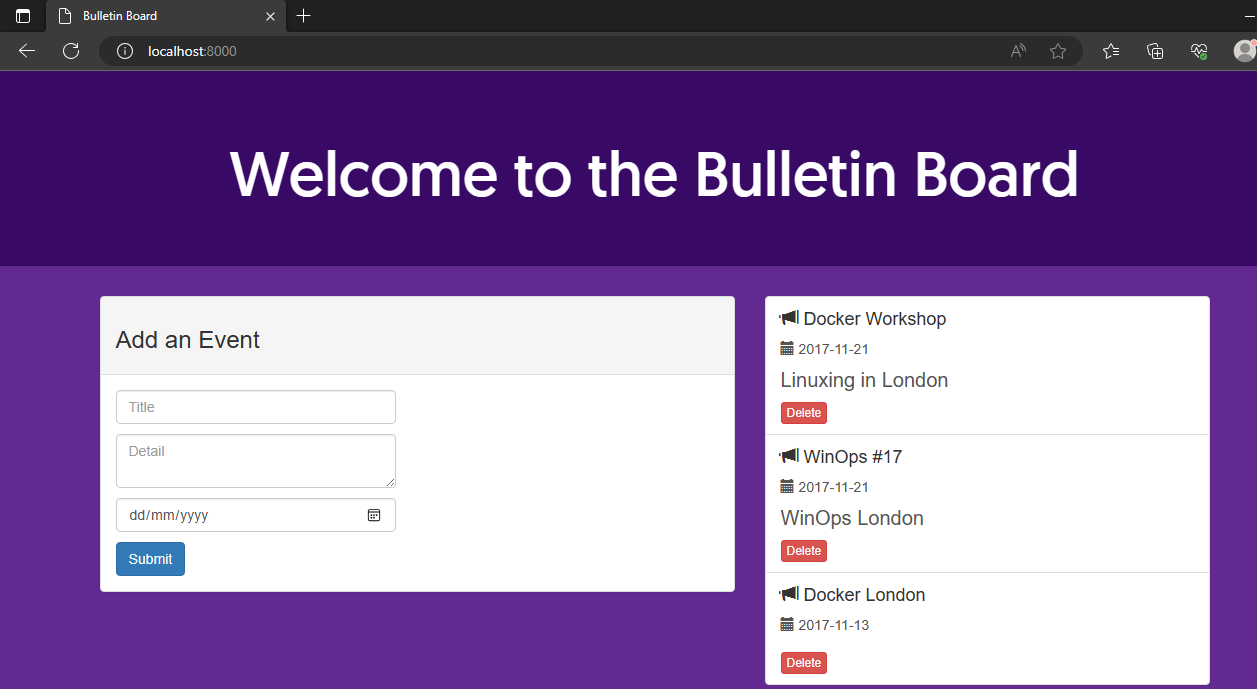 Bulletin Board
localhost:8000
Welcome to the Bulletin Board
Add an Event
Title
Detail
dd/mm/yyyy
Submit
Docker Workshop
2017-11-21
Linuxing in London
Delete
WinOps #17
2017-11-21
WinOps London
Delete
Docker London
2017-11-13
Delete